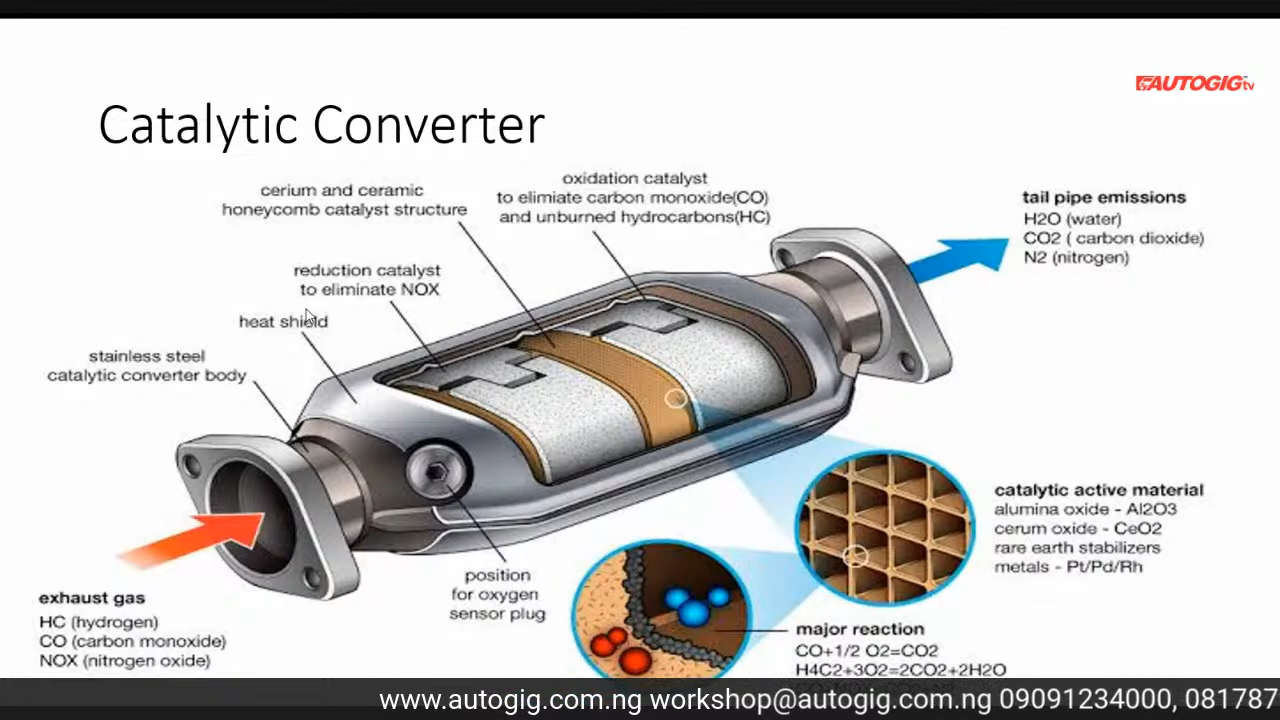 AUTOGIGtv
Catalytic Converter
cerium and ceramic
honeycomb catalyst structure
oxidation catalyst
to elimiate carbon monoxide(CO)
and unburned hydrocarbons(HC)
tail pipe emissions
H2O (water)
CO2 ( carbon dioxide)
N2 (nitrogen)
reduction catalyst
to eliminate NOX
heat shield
stainless steel
catalytic converter body
catalytic active material
alumina oxide - Al2O3
cerum oxide - CeO2
rare earth stabilizers
metals - Pt/Pd/Rh
position
for oxygen
sensor plug
exhaust gas
HC (hydrogen)
CO (carbon monoxide)
NOX (nitrogen oxide)
major reaction
CO+1/2 O2=CO2
H4C2+3O2=2CO2+2H2O
www.autogig.com.ng workshop@autogig.com.ng 09091234000, 081787